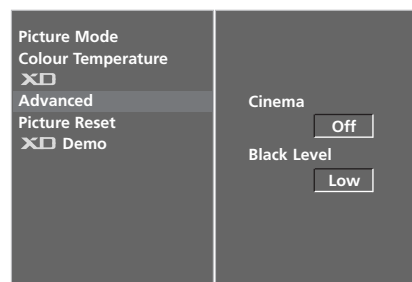 Picture Mode
Colour Temperature
XD
Advanced
Picture Reset
XD Demo
Cinema
Off
Black Level
Low